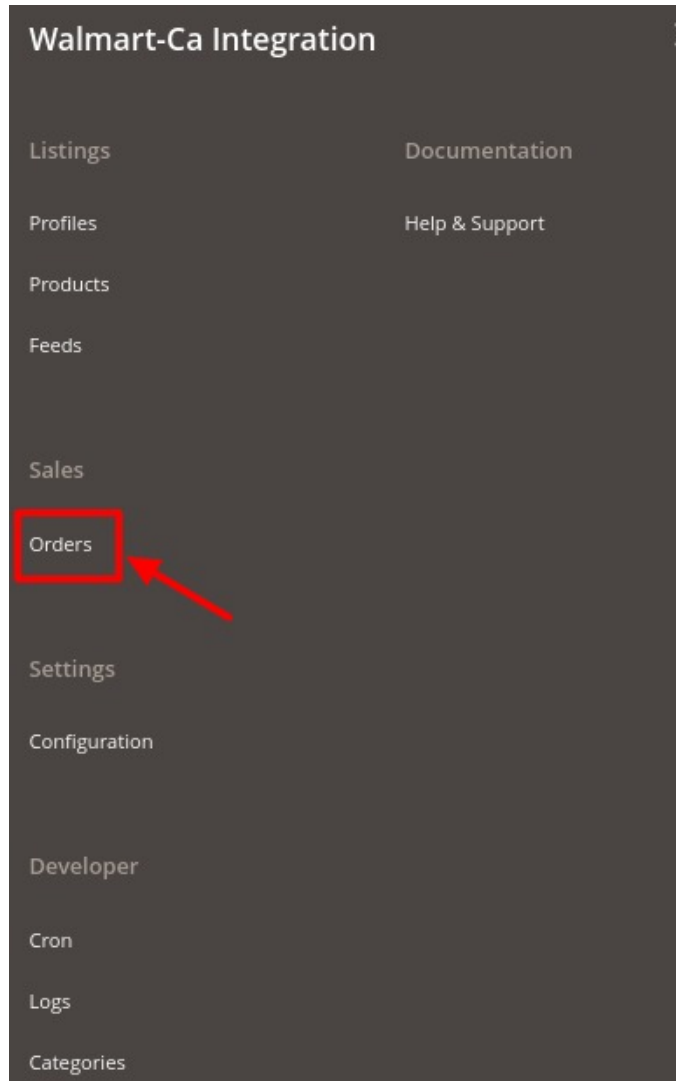 Walmart-Ca Integration
Listings
Profiles
Products
Feeds
Sales
Orders
Settings
Configuration
Developer
Cron
Logs
Categories
Documentation
Help & Support